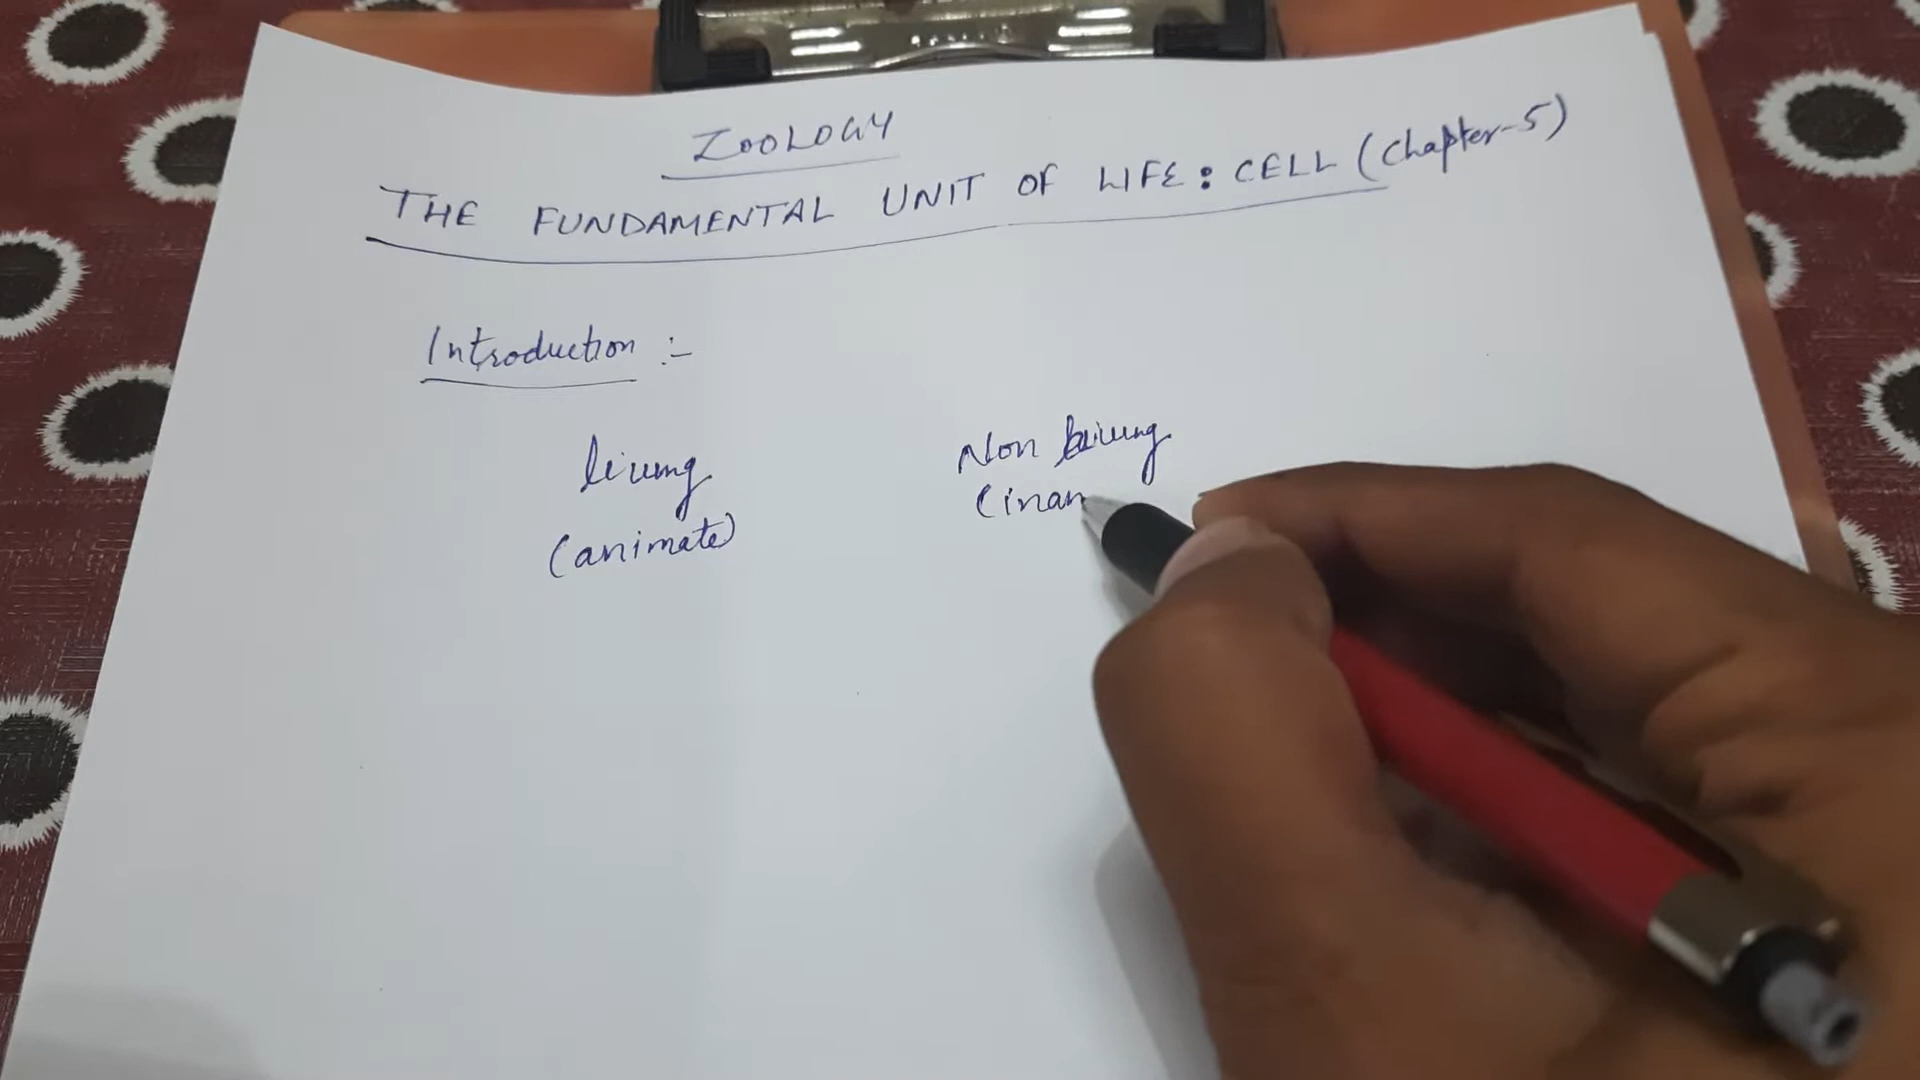 ZOOLOGY
THE FUNDAMENTAL UNIT OF LIFE: CELL (Chapter-5)
Introduction :-
living
Non living
(animate)
(inan